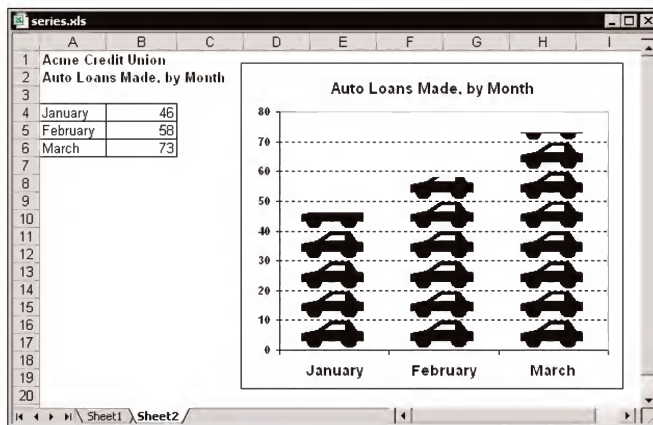 series.xls
A B C D E F G H I
1 Acme Credit Union
2 Auto Loans Made, by Month
3
4 January 46
5 February 58
6 March 73
7
8
9
10
11
12
13
14
15
16
17
18
19
20
Auto Loans Made, by Month
80
70
60
50
40
30
20
10
0
January February March
Sheet1 Sheet2